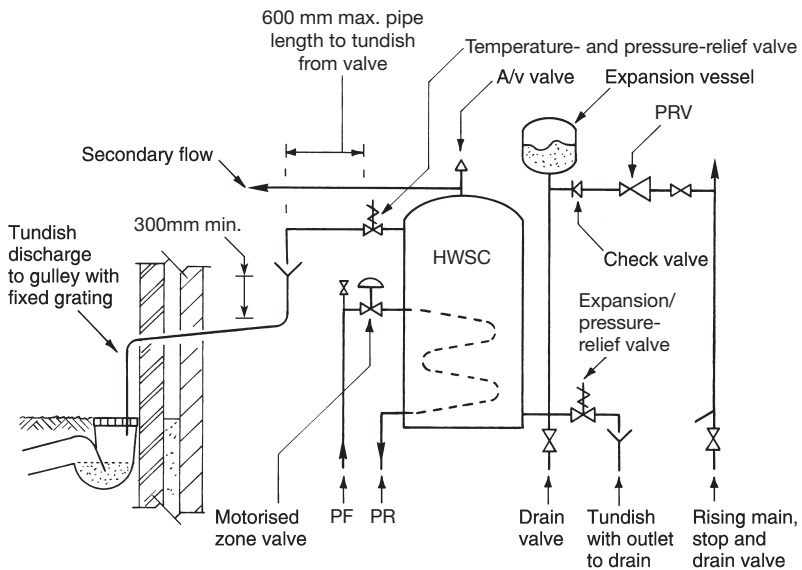 600 mm max. pipe
length to tundish
from valve
Temperature- and pressure-relief valve
A/v valve
Expansion vessel
PRV
Secondary flow
300mm min.
Tundish
discharge
to gulley with
fixed grating
HWSC
Check valve
Expansion/
pressure-
relief valve
Motorised
zone valve
PF
PR
Drain
valve
Tundish
with outlet
to drain
Rising main,
stop and
drain valve